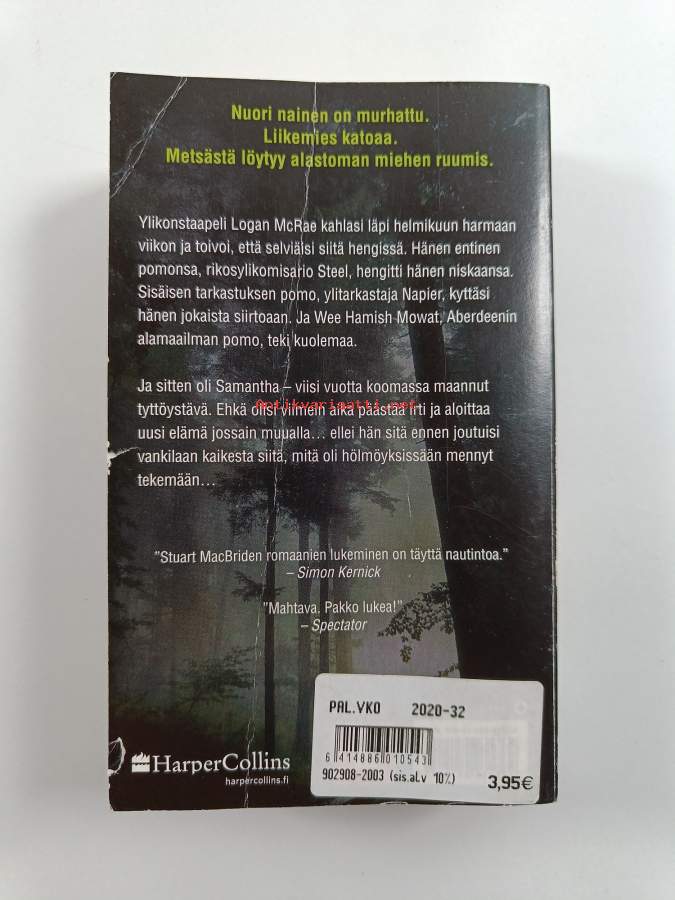 Nuori nainen on murhattu.
Liikemies katoaa.
Metsästä löytyy alastoman miehen ruumis.
Ylikonstaapeli Logan McRae kahlasi läpi helmikuun harmaan
viikon ja toivoi, että selviäisi siitä hengissä. Hänen entinen
pomonsa, rikosylikomisario Steel, hengitti hänen niskaansa.
Sisäisen tarkastuksen pomo, ylitarkastaja Napier, kyttäsi
hänen jokaista siirtoaan. Ja Wee Hamish Mowat, Aberdeenin
alamaailman pomo, teki kuolemaa.
Ja sitten oli Samantha – viisi vuotta koomassa maannut
tyttöystävä. Ehkä olisi viimein aika päästää irti ja aloittaa
Antikvariaatti.net
uusi elämä jossain muualla… ellei hän sitä ennen joutuisi
vankilaan kaikesta siitä, mitä oli hölmöyksissään mennyt
tekemään…
"Stuart MacBriden romaanien lukeminen on täyttä nautintoa."
– Simon Kernick
"Mahtava. Pakko lukea!"
– Spectator
PAL.VKO 2020-32
6 414886 010543
902908-2003 (sis.alv 10%) 3,95€
HarperCollins
harpercollins.fi